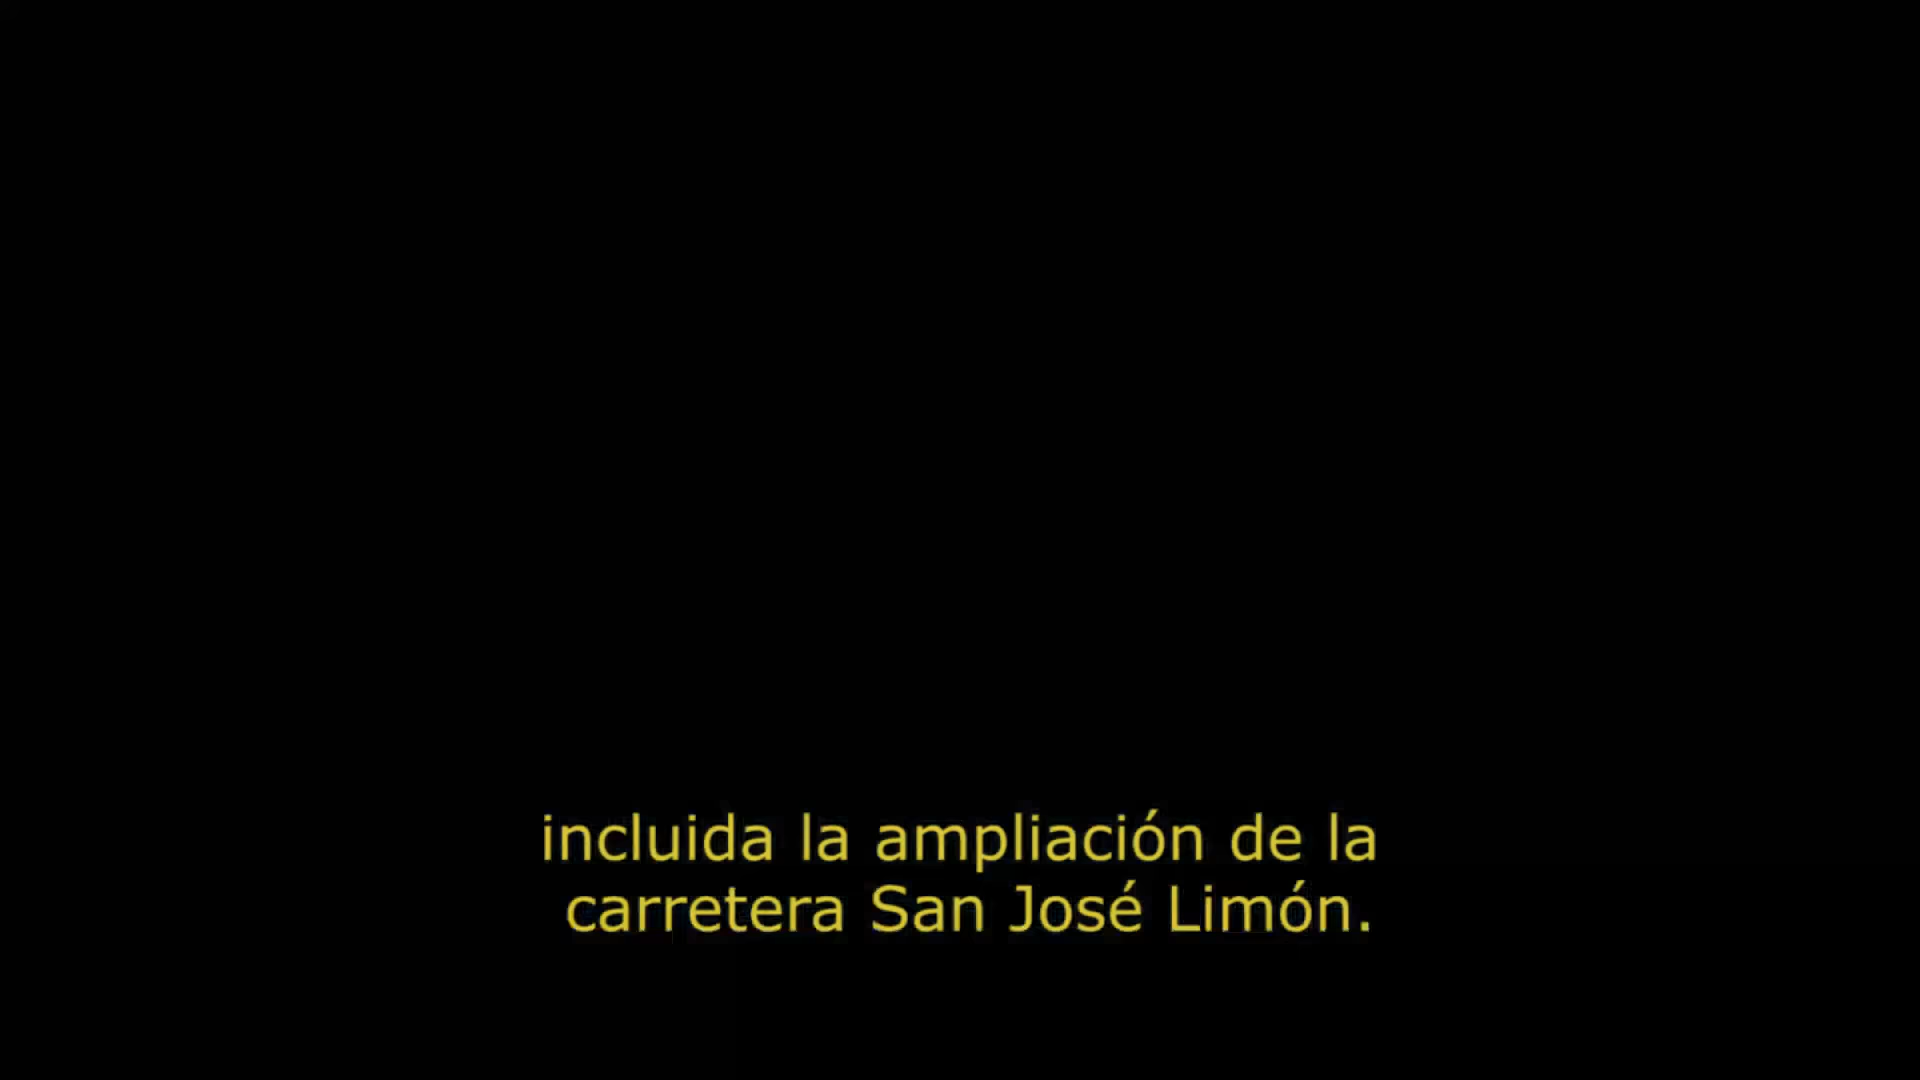 incluida la ampliación de la
carretera San José Limón.